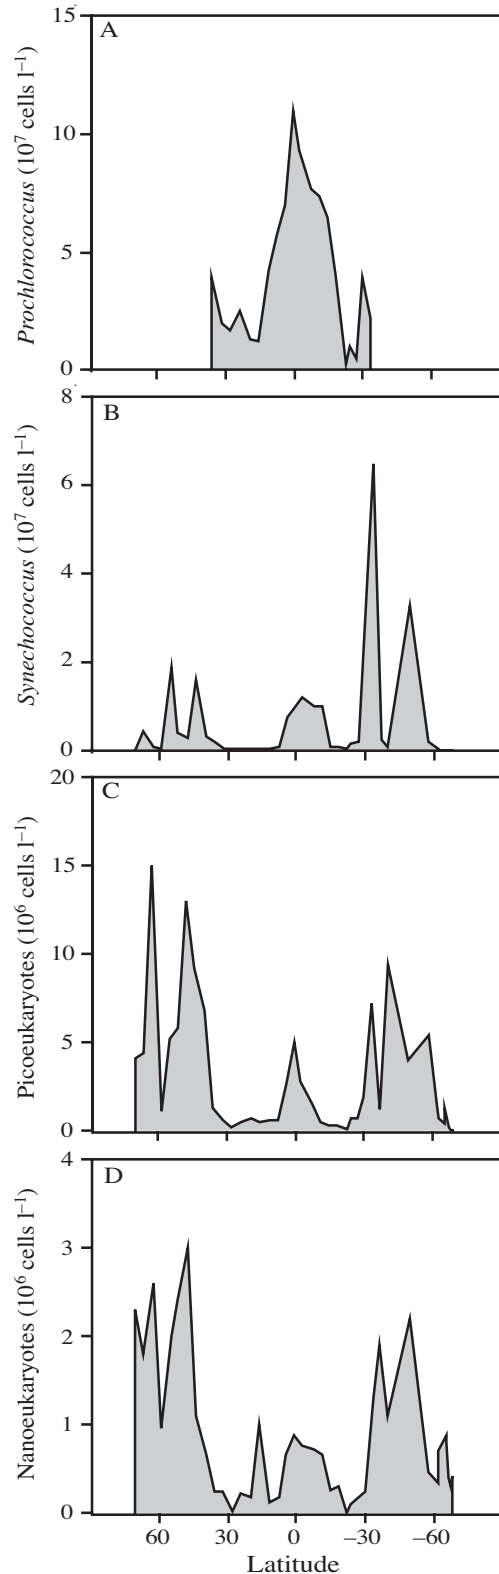 15
A
10
5
0
Prochlorococcus (10⁷ cells l⁻¹)
8
B
6
4
2
0
Synechococcus (10⁷ cells l⁻¹)
20
C
15
10
5
0
Picoeukaryotes (10⁶ cells l⁻¹)
4
D
3
2
1
0
Nanoeukaryotes (10⁶ cells l⁻¹)
60 30 0 –30 –60
Latitude